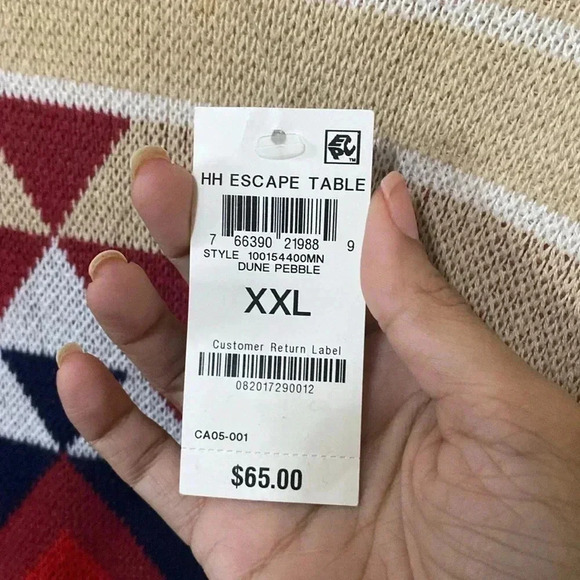 EPC™
HH ESCAPE TABLE
7 66390 21988 9
STYLE 100154400MN
DUNE PEBBLE
XXL
Customer Return Label
082017290012
CA05-001
$65.00